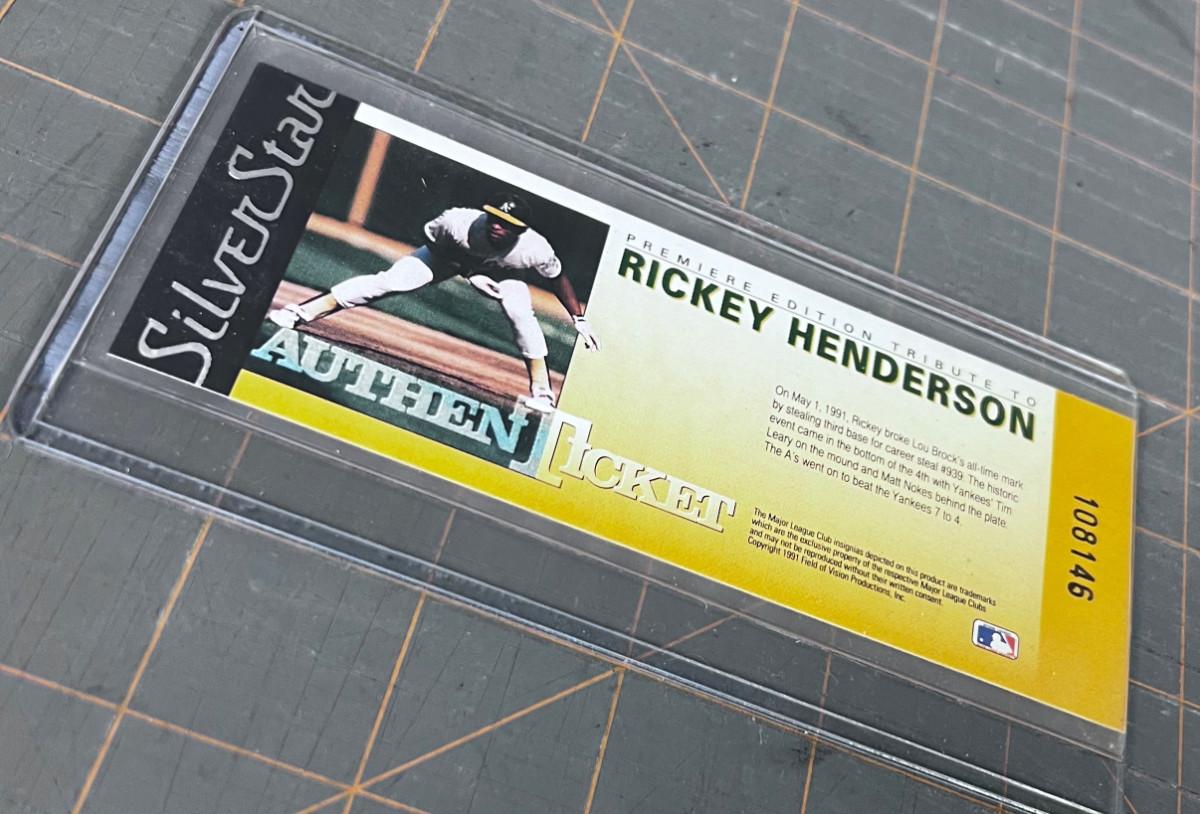 SilverStar
PREMIERE EDITION TRIBUTE TO
RICKEY HENDERSON
AUTHEN
TICKET
On May 1, 1991, Rickey broke Lou Brock's all-time mark
by stealing third base for career steal #939. The historic
event came in the bottom of the 4th with Yankees' Tim
Leary on the mound and Matt Nokes behind the plate.
The A's went on to beat the Yankees 7 to 4.
The Major League Club insignias depicted on this product are trademarks
which are the exclusive property of the respective Major League Clubs
and may not be reproduced without their written consent.
Copyright 1991 Field of Vision Productions, Inc.
108146